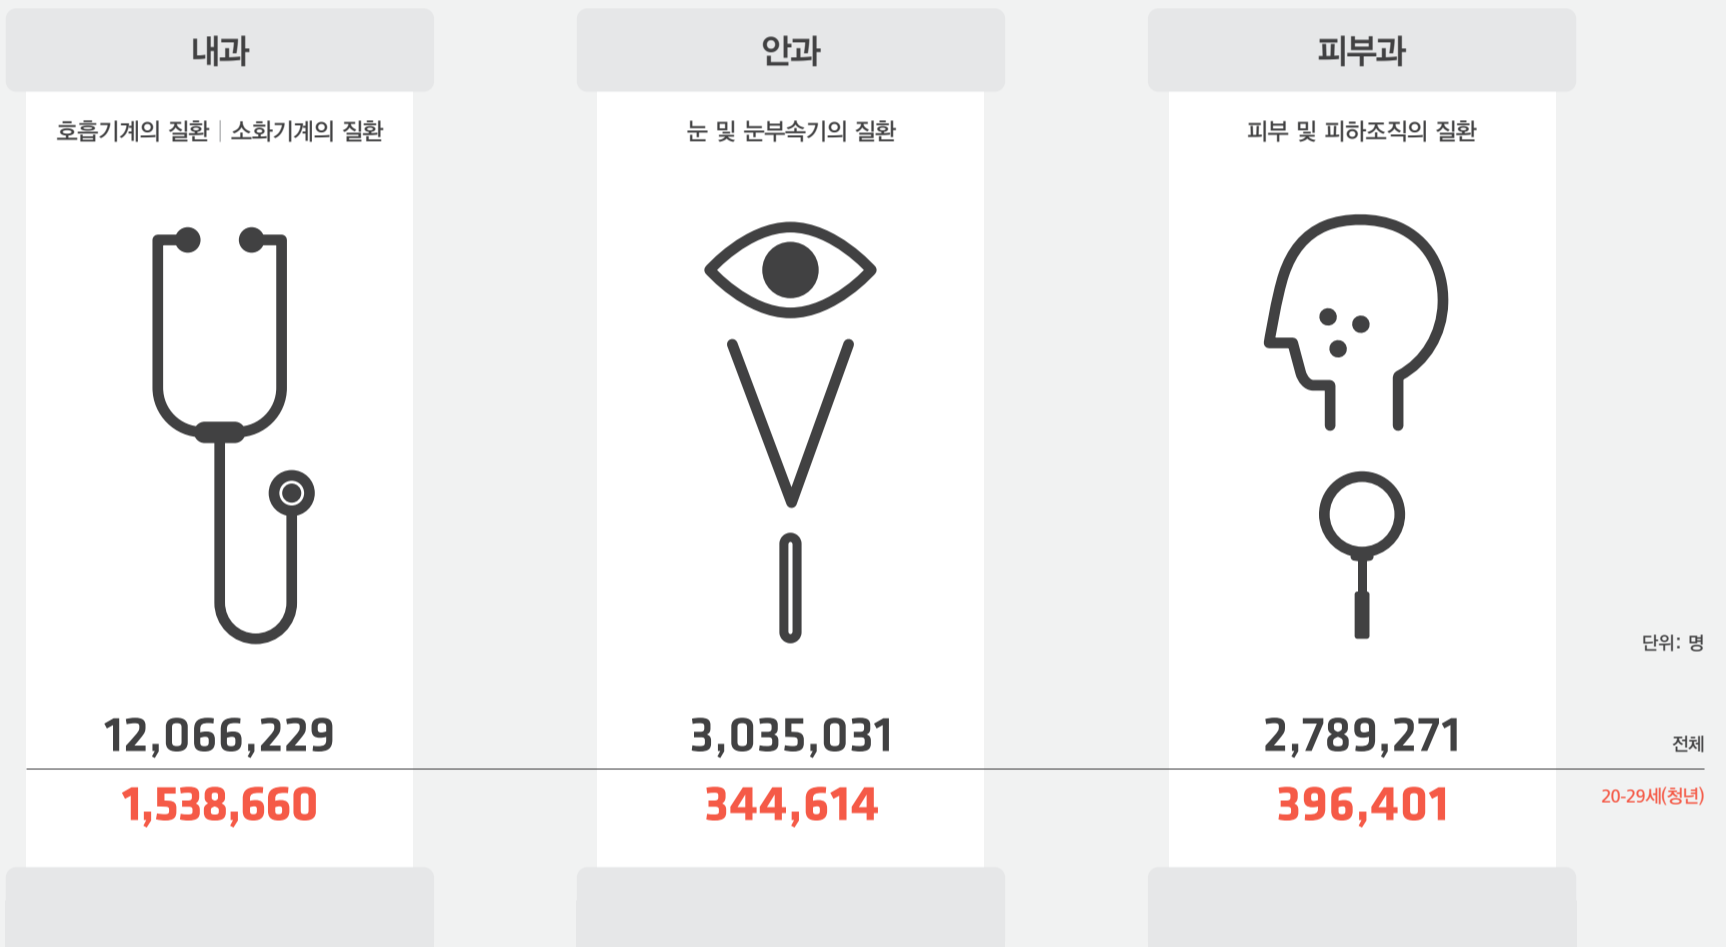 내과
안과
피부과
호흡기계의 질환 | 소화기계의 질환
눈 및 눈부속기의 질환
피부 및 피하조직의 질환
단위: 명
12,066,229
3,035,031
2,789,271
전체
1,538,660
344,614
396,401
20-29세(청년)